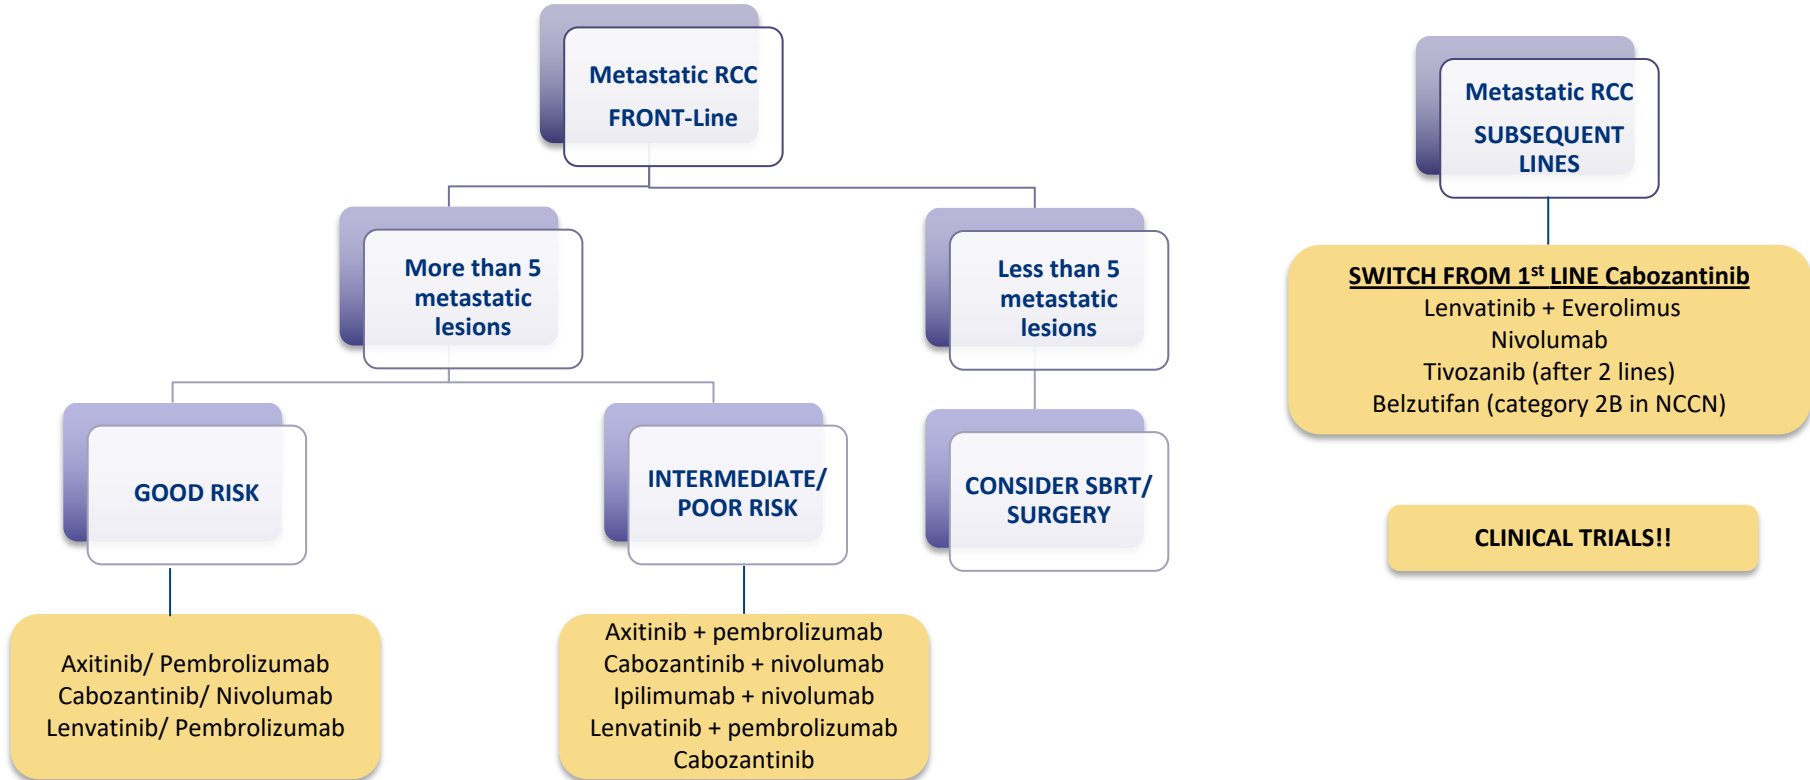 Metastatic RCC
FRONT-Line
More than 5
metastatic
lesions
Less than 5
metastatic
lesions
GOOD RISK
INTERMEDIATE/
POOR RISK
CONSIDER SBRT/
SURGERY
Axitinib/ Pembrolizumab
Cabozantinib/ Nivolumab
Lenvatinib/ Pembrolizumab
Axitinib + pembrolizumab
Cabozantinib + nivolumab
Ipilimumab + nivolumab
Lenvatinib + pembrolizumab
Cabozantinib
Metastatic RCC
SUBSEQUENT
LINES
SWITCH FROM 1st LINE Cabozantinib
Lenvatinib + Everolimus
Nivolumab
Tivozanib (after 2 lines)
Belzutifan (category 2B in NCCN)
CLINICAL TRIALS!!